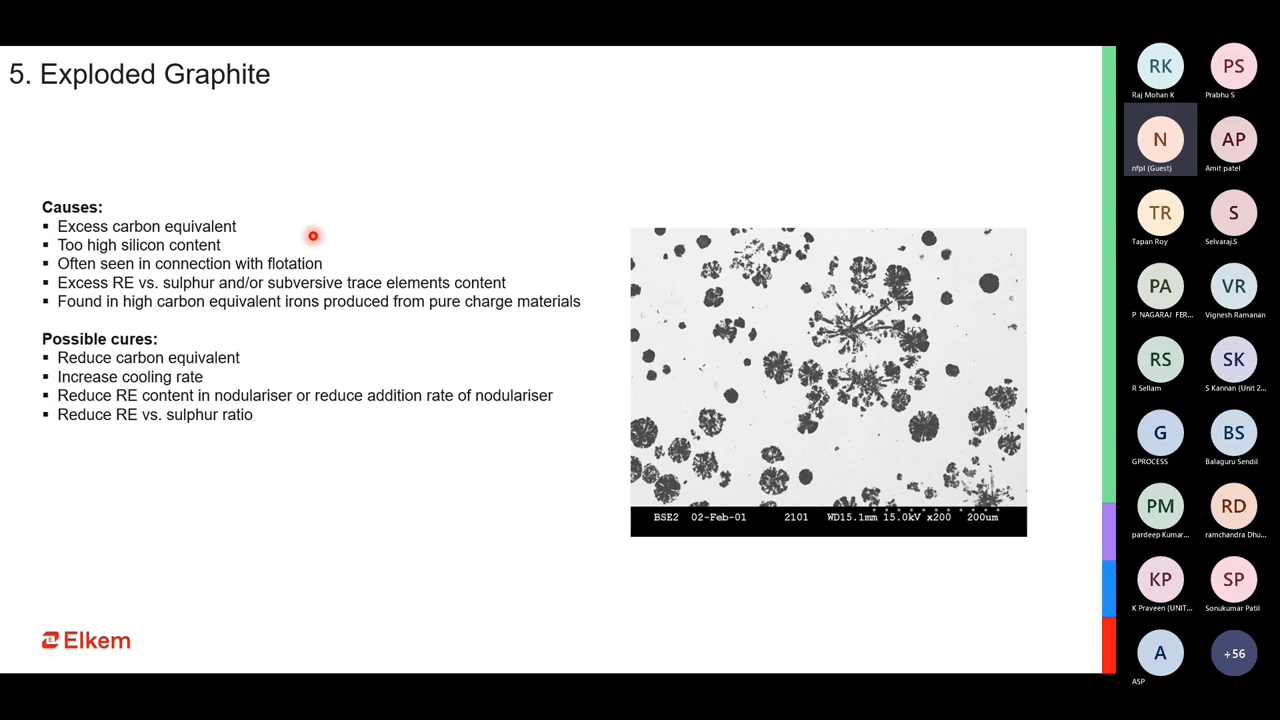 5. Exploded Graphite
Causes:
▪ Excess carbon equivalent
▪ Too high silicon content
▪ Often seen in connection with flotation
▪ Excess RE vs. sulphur and/or subversive trace elements content
▪ Found in high carbon equivalent irons produced from pure charge materials
Possible cures:
▪ Reduce carbon equivalent
▪ Increase cooling rate
▪ Reduce RE content in nodulariser or reduce addition rate of nodulariser
▪ Reduce RE vs. sulphur ratio
BSE2 02-Feb-01 2101 WD15.1mm 15.0kV x200 200um
Elkem
RK PS
Raj Mohan K Prabhu S
N AP
nfpl (Guest) Amit patel
TR S
Tapan Roy Selvaraj.S
PA VR
P NAGARAJ FER... Vignesh Ramanan
RS SK
R Sellam S Kannan (Unit 2...
G BS
GPROCESS Balaguru Sendil
PM RD
pardeep Kumar... ramchandra Dhu...
KP SP
K Praveen (UNIT... Sonukumar Patil
A +56
ASP